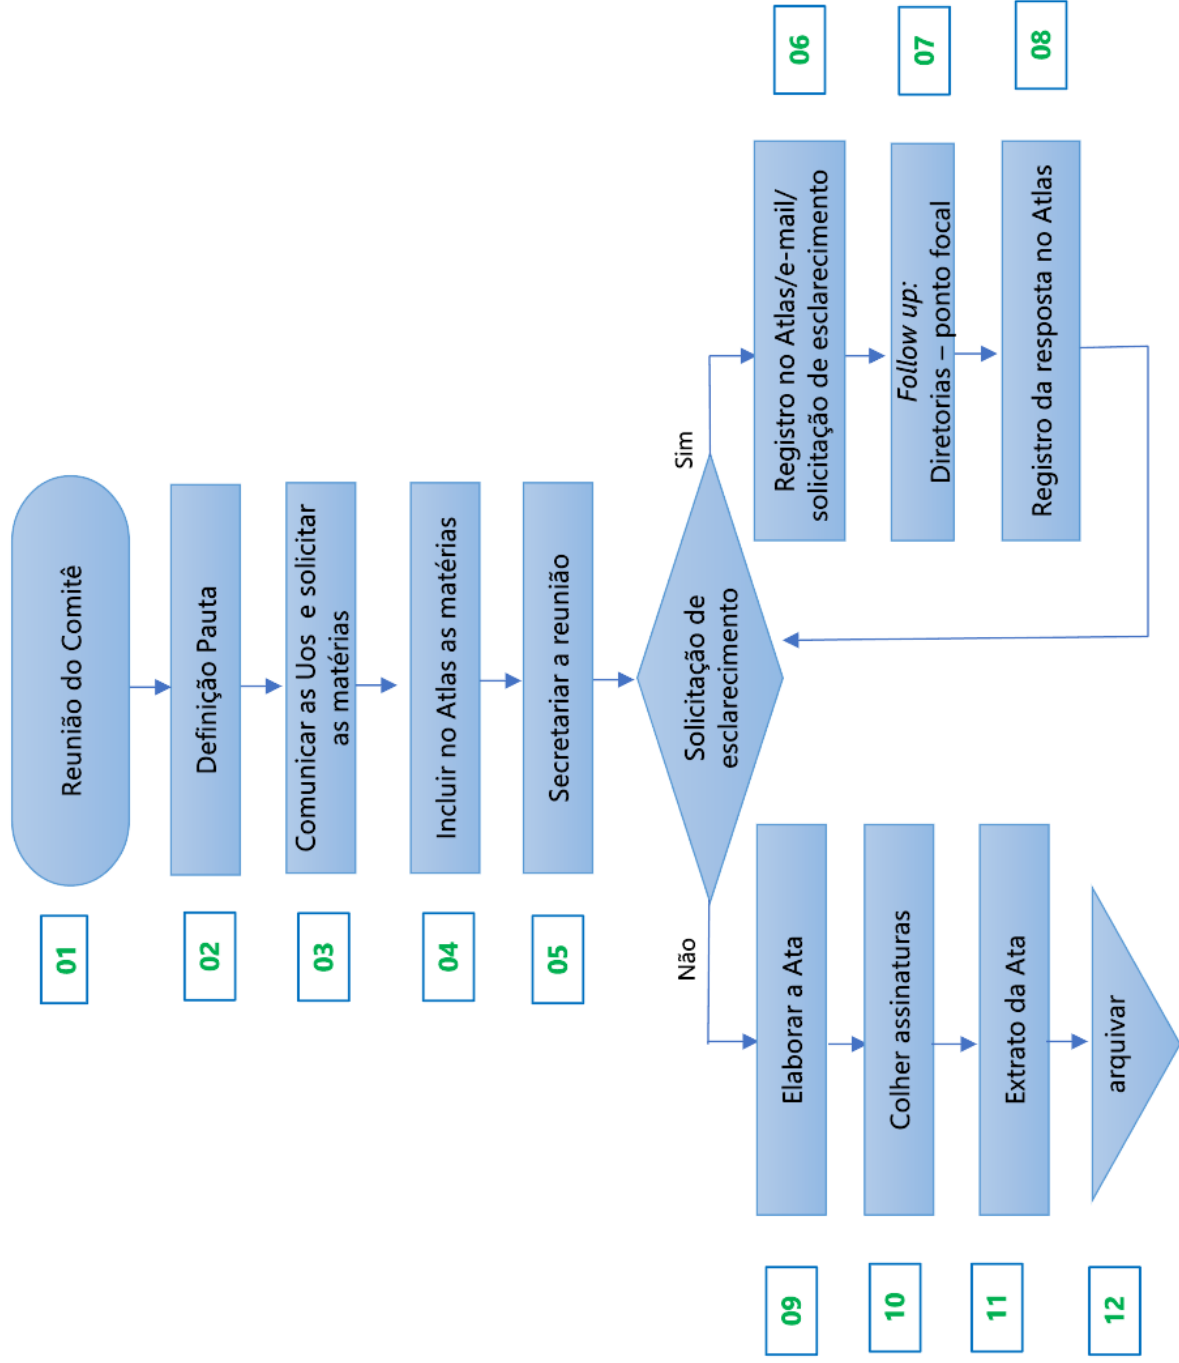 01
Reunião do Comitê
02
Definição Pauta
03
Comunicar as Uos e solicitar
as matérias
04
Incluir no Atlas as matérias
05
Secretariar a reunião
Solicitação de
esclarecimento
Sim
06
Registro no Atlas/e-mail/
solicitação de esclarecimento
07
Follow up:
Diretorias – ponto focal
08
Registro da resposta no Atlas
Não
09
Elaborar a Ata
10
Colher assinaturas
11
Extrato da Ata
12
arquivar